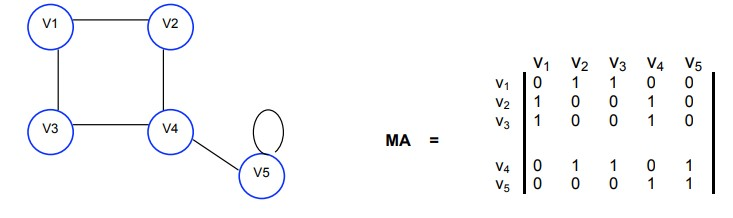 V1 V2
V3 V4
V5
MA =
V1 V2 V3 V4 V5
V1 0 1 1 0 0
V2 1 0 0 1 0
V3 1 0 0 1 0
V4 0 1 1 0 1
V5 0 0 0 1 1